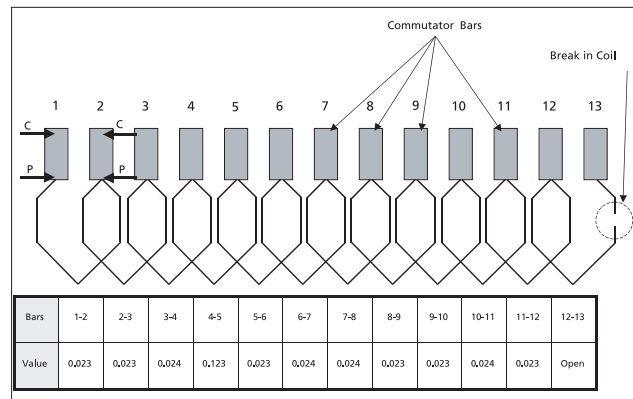 Commutator Bars
Break in Coil
1 2 3 4 5 6 7 8 9 10 11 12 13
C C
P P
Bars 1-2 2-3 3-4 4-5 5-6 6-7 7-8 8-9 9-10 10-11 11-12 12-13
Value 0.023 0.023 0.024 0.123 0.023 0.024 0.024 0.023 0.023 0.024 0.023 Open